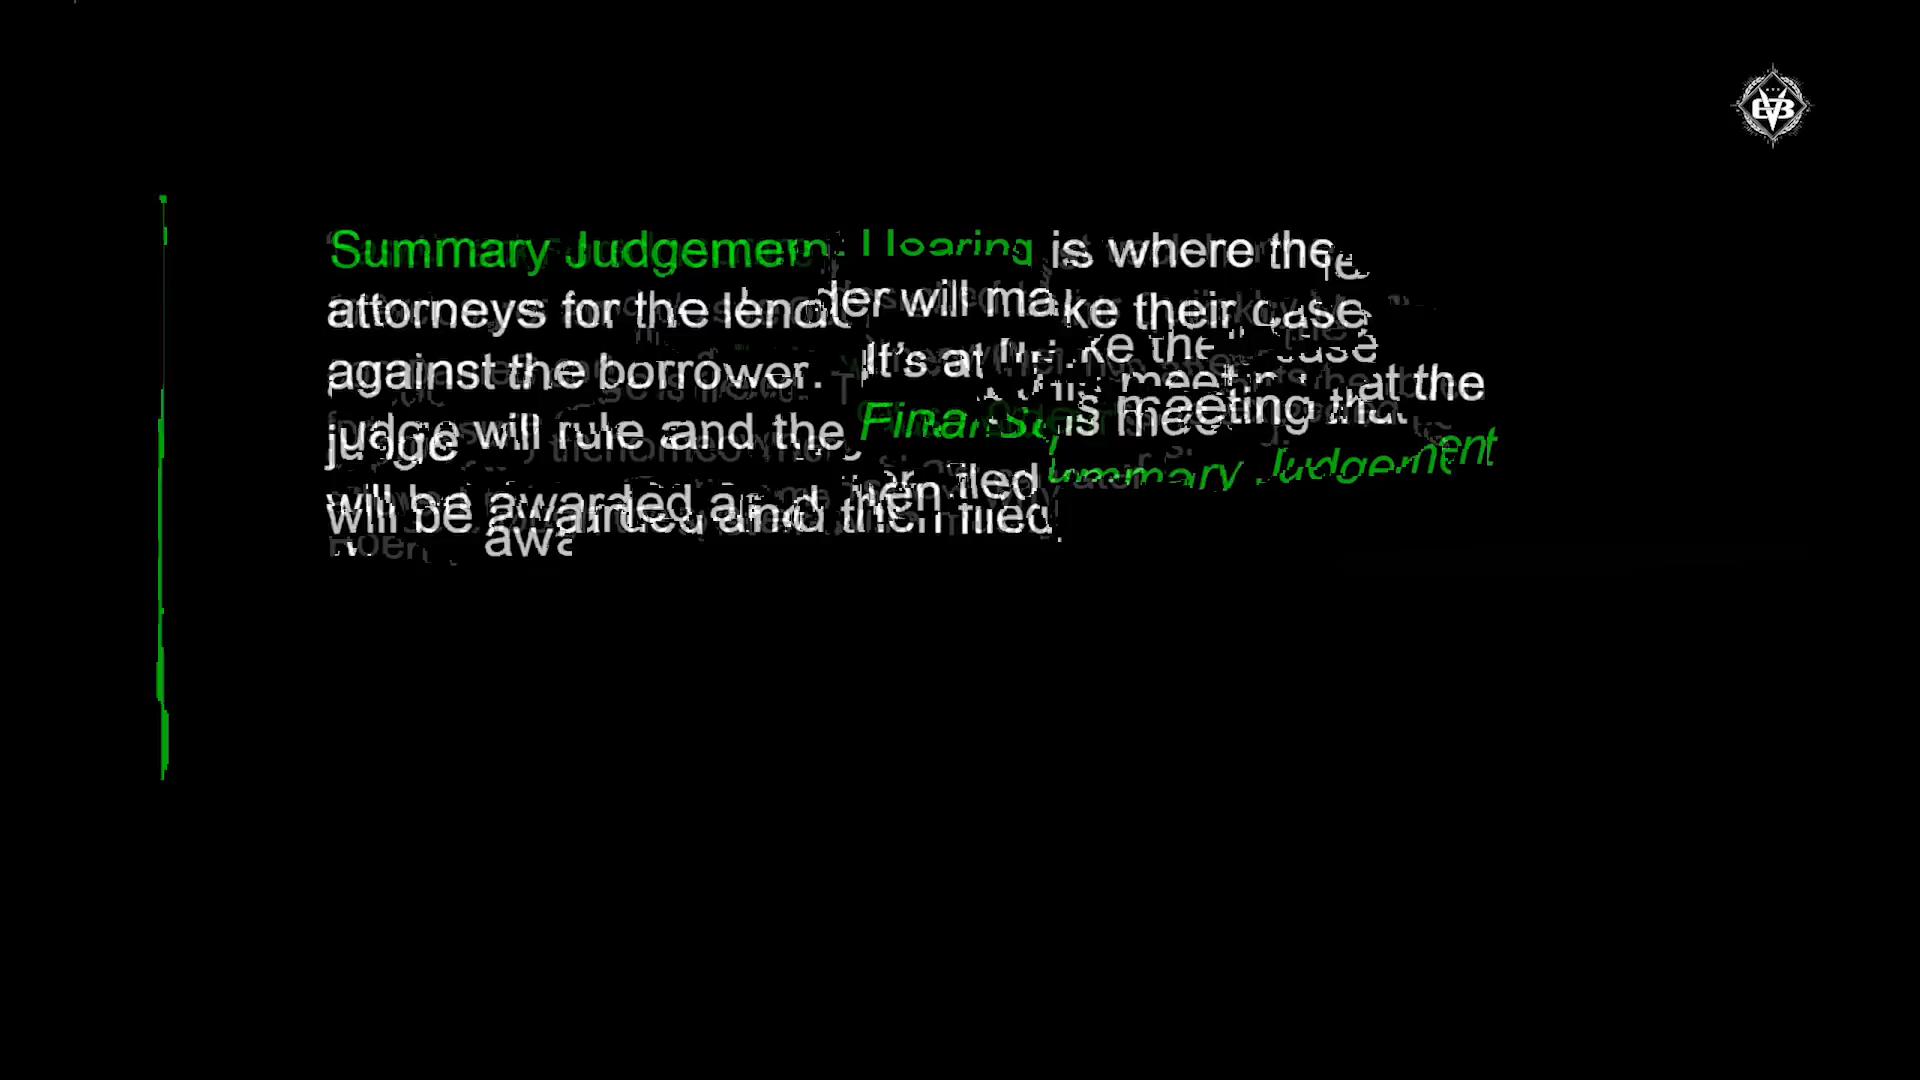 Summary Judgement Hearing is where the
attorneys for the lender will make their case
against the borrower. It's at this meeting that the
judge will rule and the Final Summary Judgement
will be awarded and then filed.